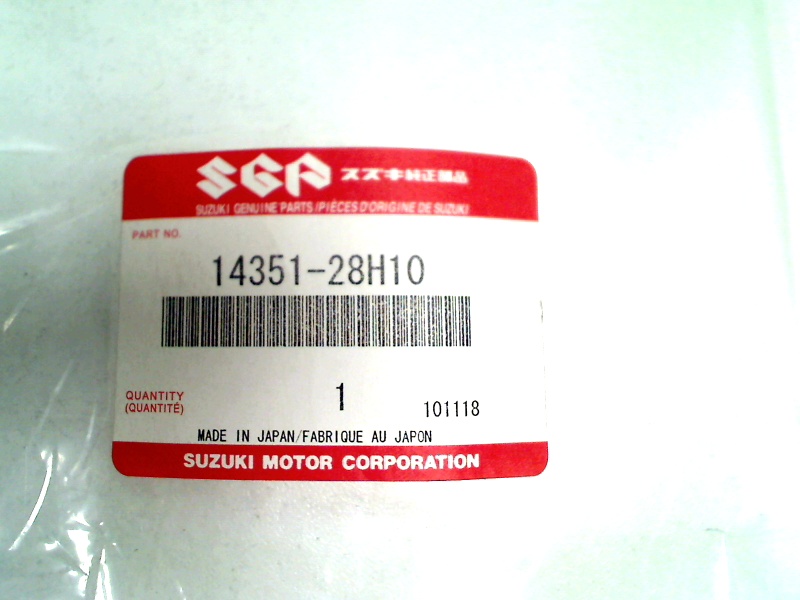 SGP スズキ純正部品
SUZUKI GENUINE PARTS/PIÈCES D'ORIGINE DE SUZUKI
PART NO.
14351-28H10
QUANTITY 1 101118
(QUANTITÉ)
MADE IN JAPAN/FABRIQUE AU JAPON
SUZUKI MOTOR CORPORATION